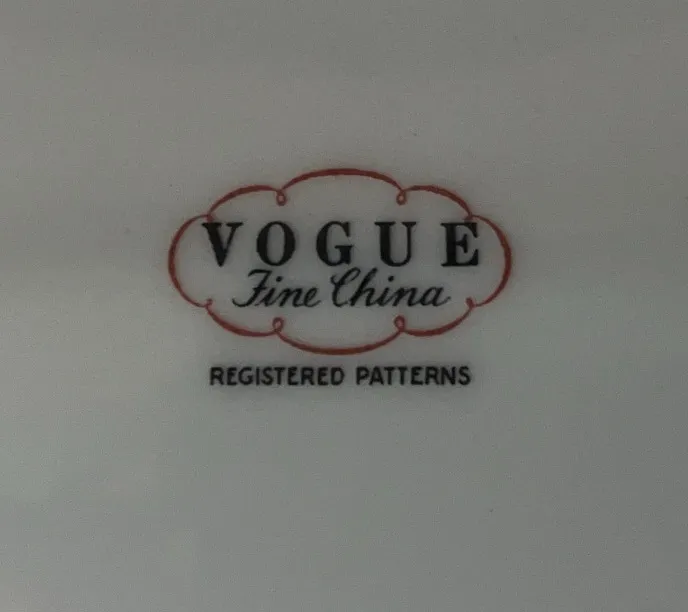 VOGUE
Fine China
REGISTERED PATTERNS